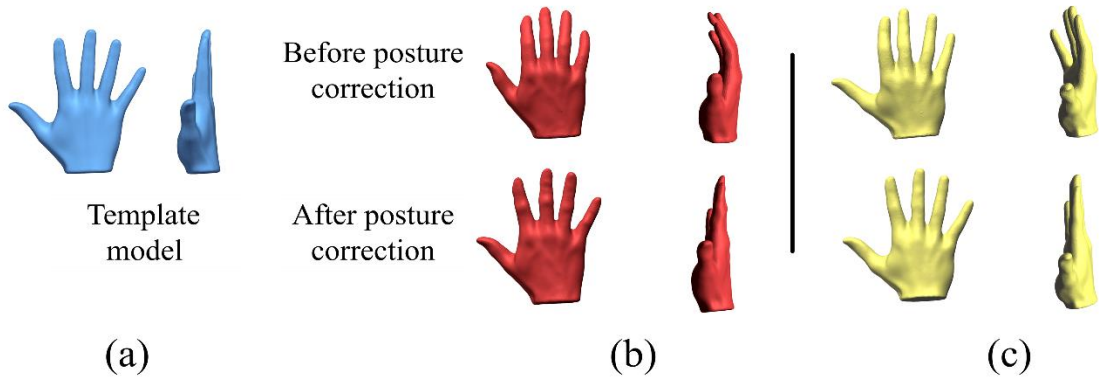 Before posture
correction
Template
model
After posture
correction
(a)
(b)
(c)